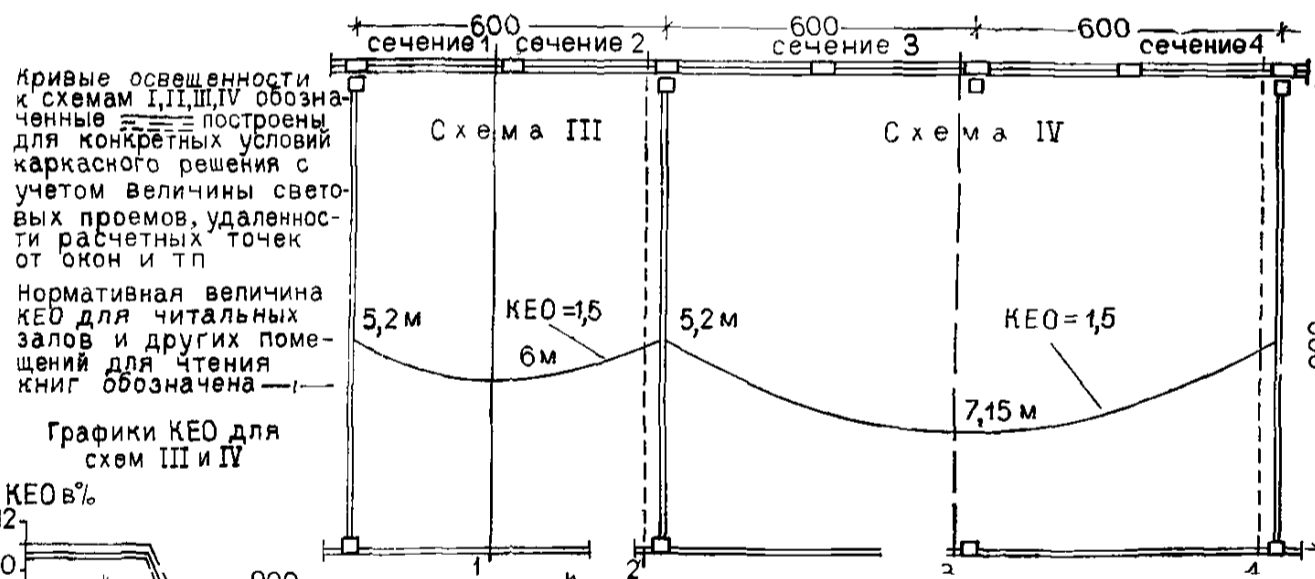 600 600 600
сечение 1 сечение 2 сечение 3 сечение 4
Кривые освещенности
к схемам I,II,III,IV обозна-
ченные построены
для конкретных условий
каркасного решения с
учетом величины свето-
вых проемов, удаленнос-
ти расчетных точек
от окон и тп
Схема III Схема IV
Нормативная величина
КЕО для читальных
залов и других поме-
щений для чтения
книг обозначена
5,2 м КЕО=1,5 5,2 м КЕО=1,5
6 м
7,15 м
Графики КЕО для
схем III и IV
КЕО в%
12
1 2